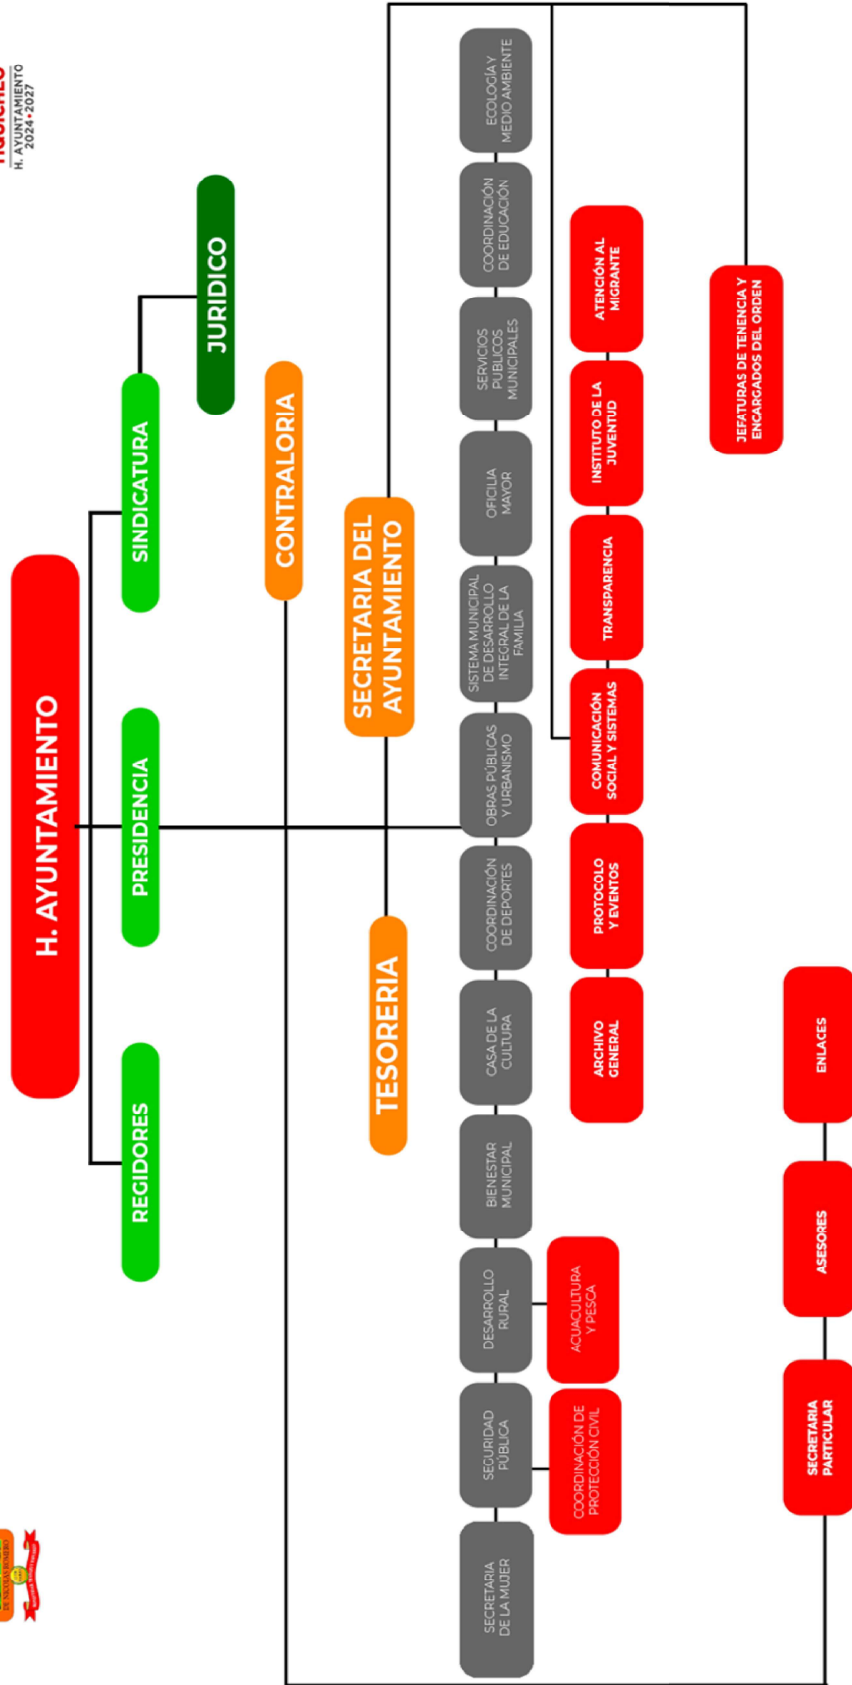 H. AYUNTAMIENTO
2024•2027
H. AYUNTAMIENTO
REGIDORES
PRESIDENCIA
SINDICATURA
JURIDICO
CONTRALORIA
TESORERIA
SECRETARIA DEL
AYUNTAMIENTO
SECRETARIA
DE LA MUJER
SEGURIDAD
PÚBLICA
DESARROLLO
RURAL
BIENESTAR
MUNICIPAL
CASA DE LA
CULTURA
COORDINACIÓN
DE DEPORTES
OBRAS PÚBLICAS
Y URBANISMO
SISTEMA MUNICIPAL
DE DESARROLLO
INTEGRAL DE LA
FAMILIA
OFICILIA
MAYOR
SERVICIOS
PUBLICOS
MUNICIPALES
COORDINACIÓN
DE EDUCACIÓN
ECOLOGÍA Y
MEDIO AMBIENTE
COORDINACIÓN DE
PROTECCIÓN CIVIL
ACUACULTURA
Y PESCA
ARCHIVO
GENERAL
PROTOCOLO
Y EVENTOS
COMUNICACIÓN
SOCIAL Y SISTEMAS
TRANSPARENCIA
INSTITUTO DE LA
JUVENTUD
ATENCIÓN AL
MIGRANTE
JEFATURAS DE TENENCIA Y
ENCARGADOS DEL ORDEN
SECRETARIA
PARTICULAR
ASESORES
ENLACES